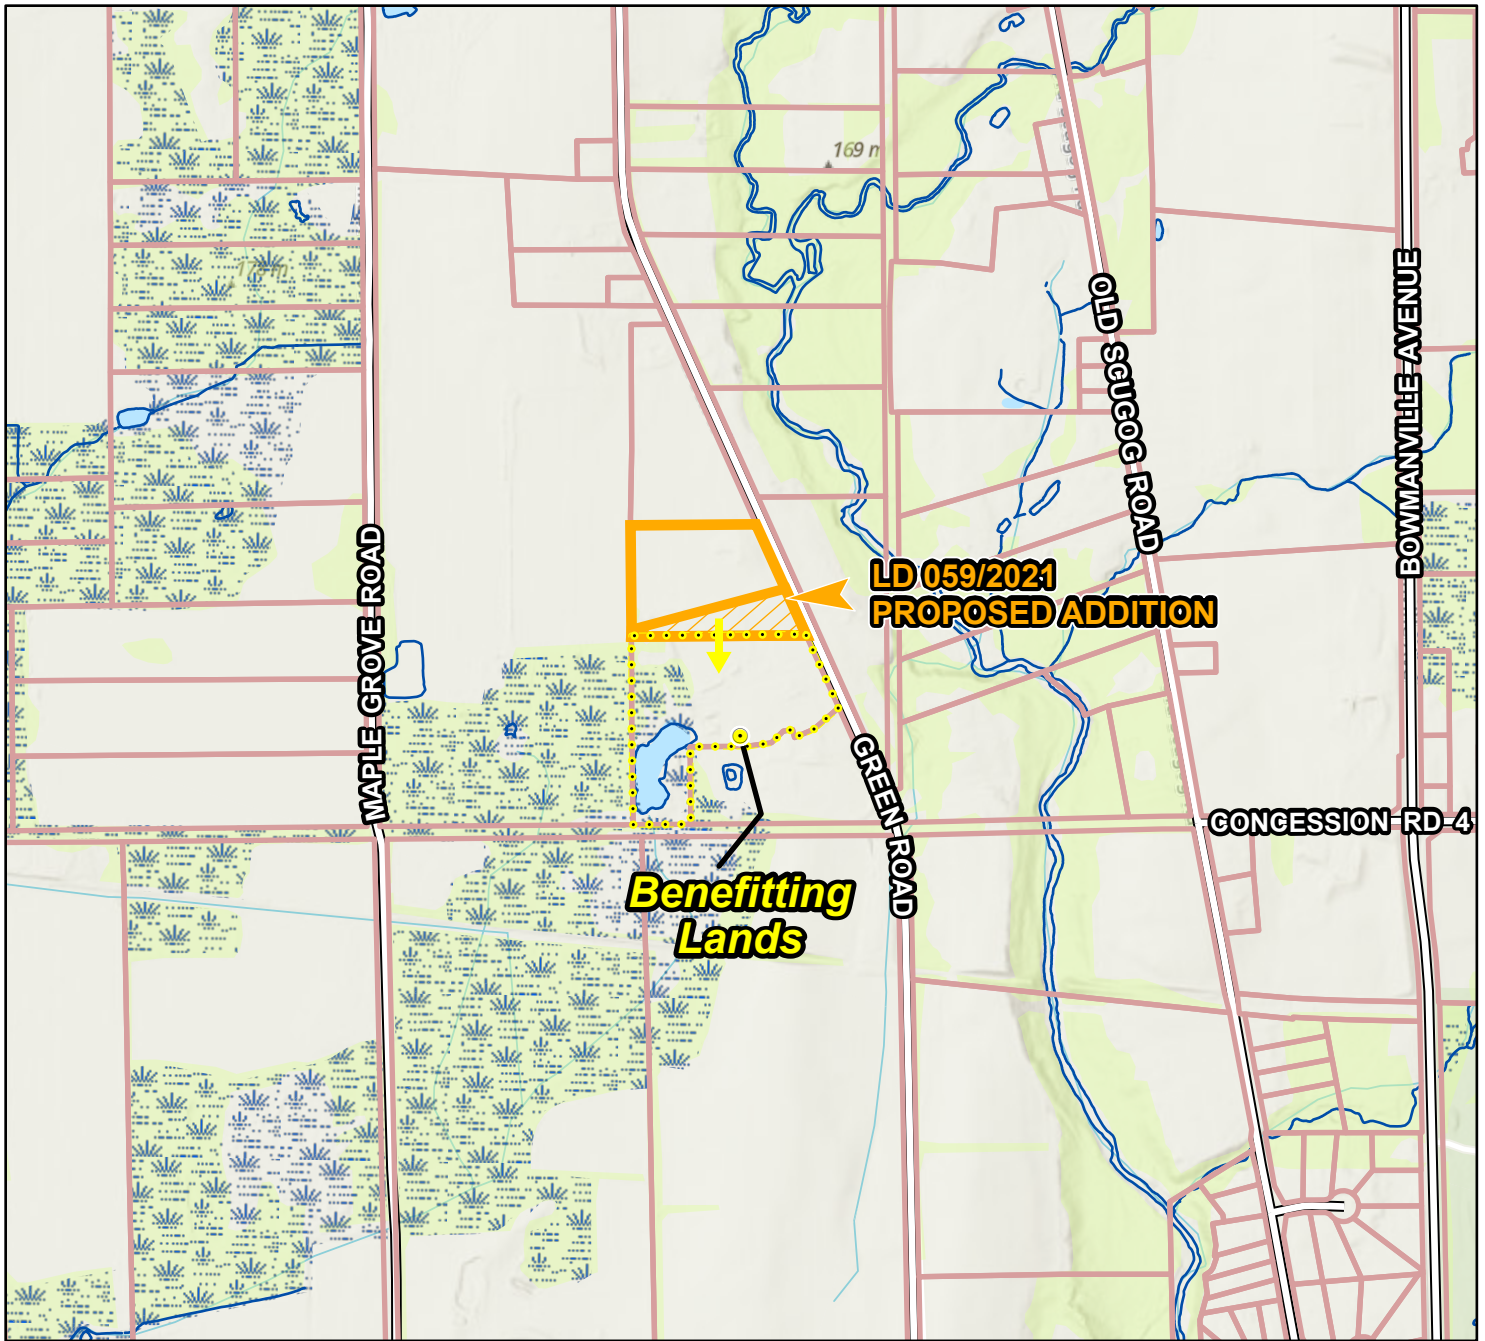 169 m
BOWMANVILLE AVENUE
OLD SCUGOG ROAD
MAPLE GROVE ROAD
LD 059/2021
PROPOSED ADDITION
GREEN ROAD
CONCESSION RD 4
Benefitting
Lands